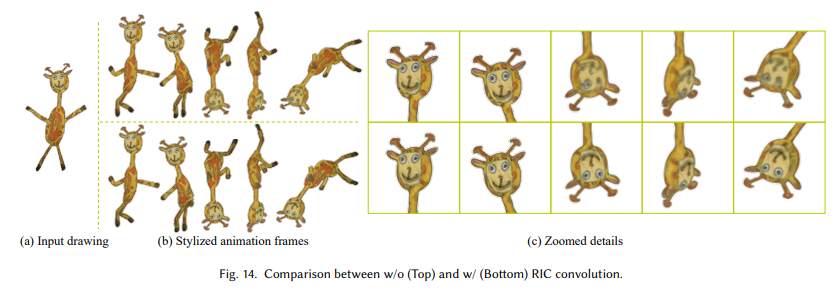 (a) Input drawing
(b) Stylized animation frames
(c) Zoomed details
Fig. 14. Comparison between w/o (Top) and w/ (Bottom) RIC convolution.